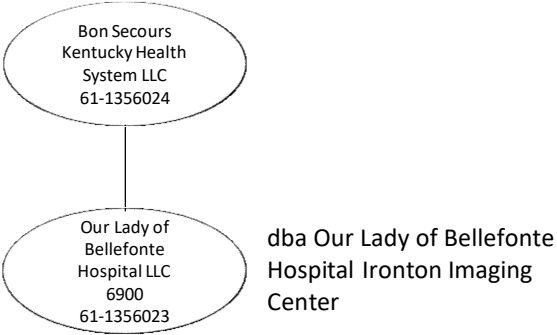 Bon Secours
Kentucky Health
System LLC
61-1356024
Our Lady of
Bellefonte
Hospital LLC
6900
61-1356023
dba Our Lady of Bellefonte
Hospital Ironton Imaging
Center